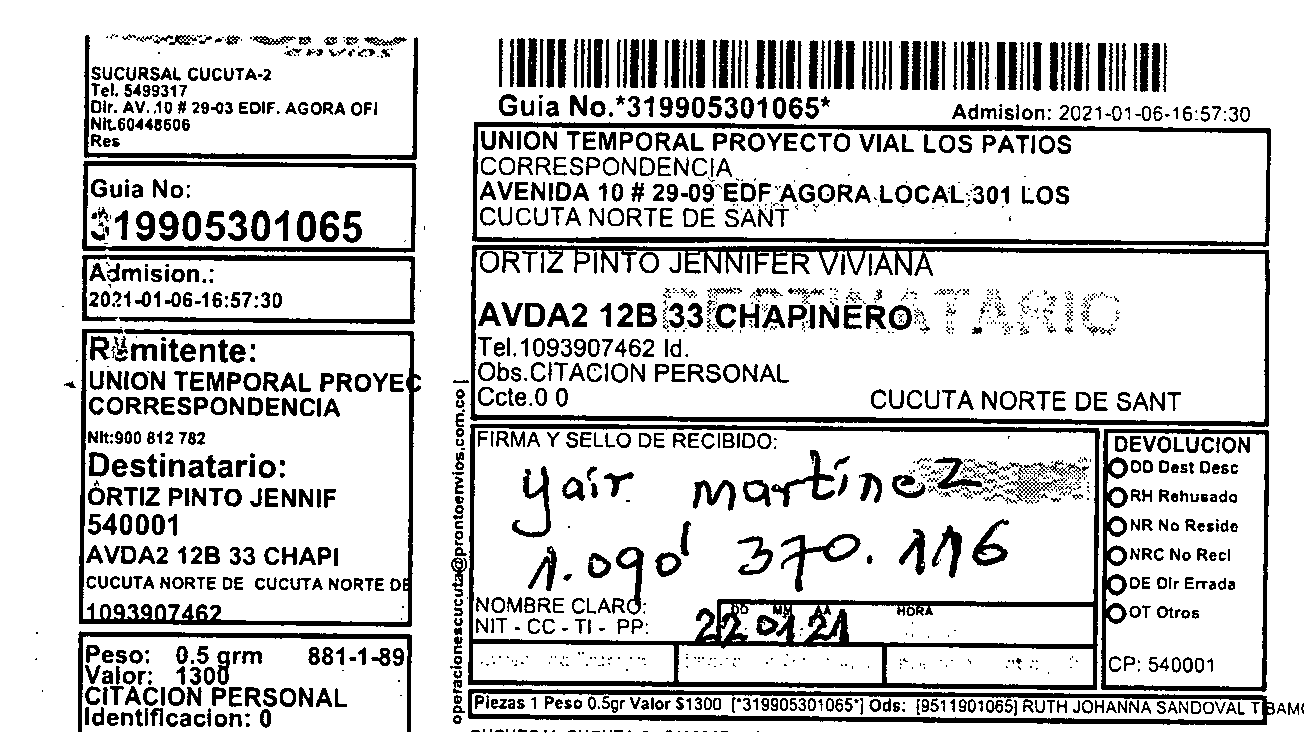 ENVIOS
SUCURSAL CUCUTA-2
Tel. 5499317
Dir. AV. 10 # 29-03 EDIF. AGORA OFI
Nit.60448606
Res
Guia No:
319905301065
Admision.:
2021-01-06-16:57:30
Remitente:
UNION TEMPORAL PROYEC
CORRESPONDENCIA
Nit:900 812 782
Destinatario:
ORTIZ PINTO JENNIF
540001
AVDA2 12B 33 CHAPI
CUCUTA NORTE DE CUCUTA NORTE DE
1093907462
Peso: 0.5 grm 881-1-89
Valor: 1300
CITACION PERSONAL
Identificacion: 0
operacionescucuta@prontoenvios.com.co |
Guia No.*319905301065* Admision: 2021-01-06-16:57:30
UNION TEMPORAL PROYECTO VIAL LOS PATIOS
CORRESPONDENCIA
AVENIDA 10 # 29-09 EDF AGORA LOCAL 301 LOS
CUCUTA NORTE DE SANT
ORTIZ PINTO JENNIFER VIVIANA
DESTINATARIO
AVDA2 12B 33 CHAPINERO
Tel.1093907462 Id.
Obs.CITACION PERSONAL
Ccte.0 0 CUCUTA NORTE DE SANT
FIRMA Y SELLO DE RECIBIDO:
yair martinez
1.090 370.116
NOMBRE CLARO:
NIT - CC - TI - PP:
DD MM AA HORA
22 01 21
DEVOLUCION
DD Dest Desc
RH Rehusado
NR No Reside
NRC No Recl
DE Dir Errada
OT Otros
CP: 540001
Piezas 1 Peso 0.5gr Valor $1300 [*319905301065*] Ods: [9511901065] RUTH JOHANNA SANDOVAL TIBAMO